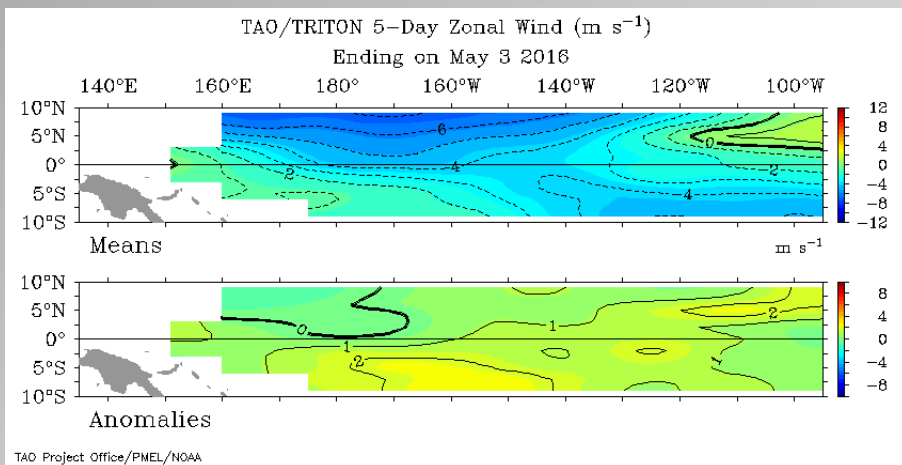 TAO/TRITON 5-Day Zonal Wind (m s⁻¹)
Ending on May 3 2016
140°E 160°E 180° 160°W 140°W 120°W 100°W
10°N
5°N
0°
5°S
10°S
-6
-4
-2
0
-2
-4
12
8
4
0
-4
-8
-12
Means
m s⁻¹
10°N
5°N
0°
5°S
10°S
0
1
2
1
2
1
8
4
0
-4
-8
Anomalies
TAO Project Office/PMEL/NOAA